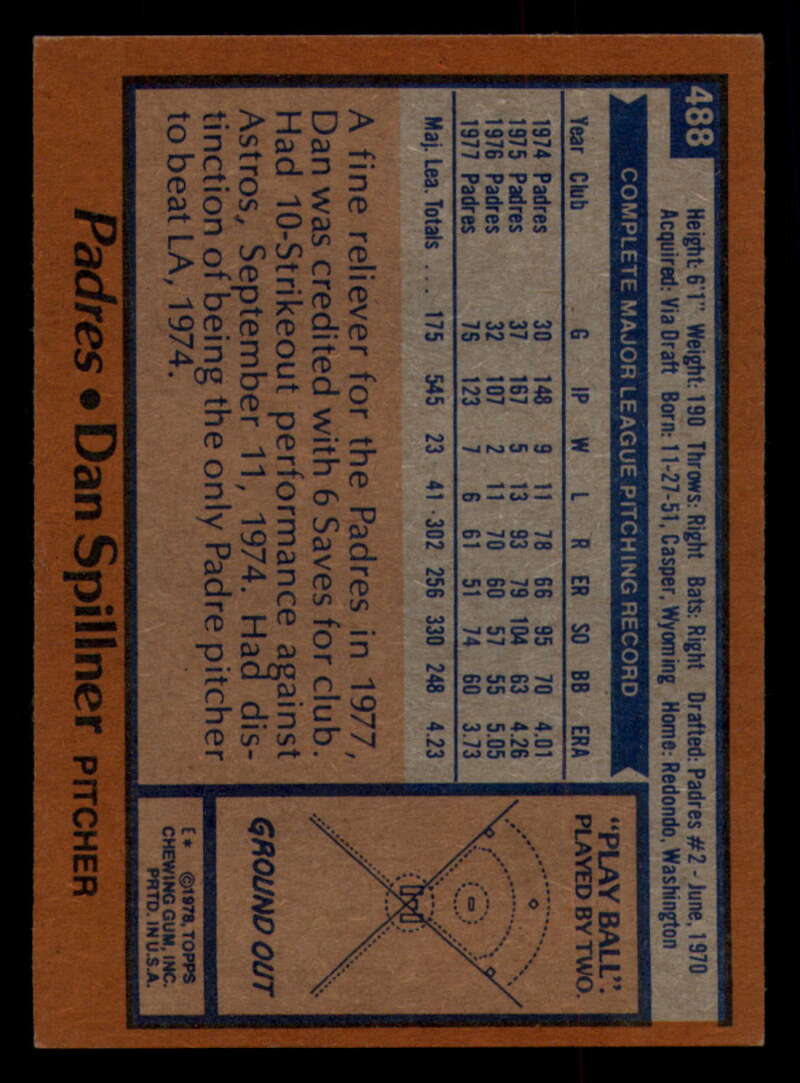 488
Height: 6'1" Weight: 190 Throws: Right Bats: Right Drafted: Padres #2 - June, 1970
Acquired: Via Draft Born: 11-27-51, Casper, Wyoming Home: Redondo, Washington
COMPLETE MAJOR LEAGUE PITCHING RECORD
Year Club G IP W L R ER SO BB ERA
1974 Padres 30 148 9 11 78 66 95 70 4.01
1975 Padres 37 167 5 13 93 79 104 63 4.26
1976 Padres 32 107 2 11 70 60 57 55 5.05
1977 Padres 76 123 7 6 61 51 74 60 3.73
Maj. Lea. Totals . . . 175 545 23 41 302 256 330 248 4.23
A fine reliever for the Padres in 1977,
Dan was credited with 6 Saves for club.
Had 10-Strikeout performance against
Astros, September 11, 1974. Had dis-
tinction of being the only Padre pitcher
to beat LA, 1974.
"PLAY BALL":
PLAYED BY TWO.
GROUND OUT
[* ©1978, TOPPS
CHEWING GUM, INC.
PRTD. IN U.S.A.
Padres • Dan Spillner PITCHER